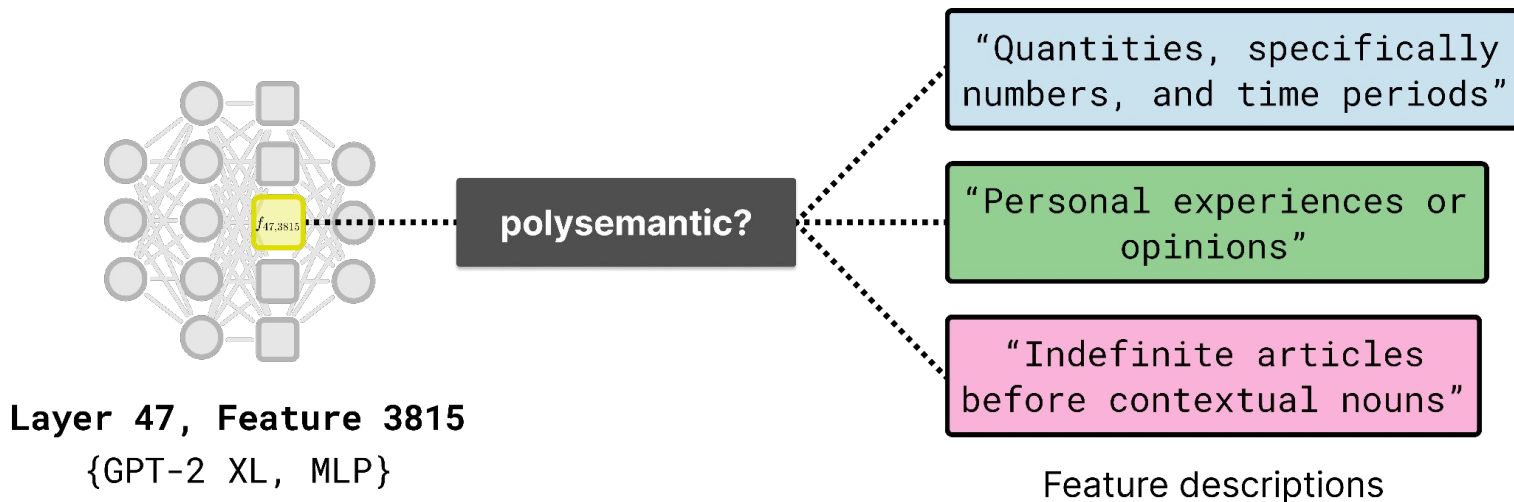 “Quantities, specifically
numbers, and time periods”
f47,3815
polysemantic?
“Personal experiences or
opinions”
“Indefinite articles
before contextual nouns”
Layer 47, Feature 3815
{GPT-2 XL, MLP}
Feature descriptions